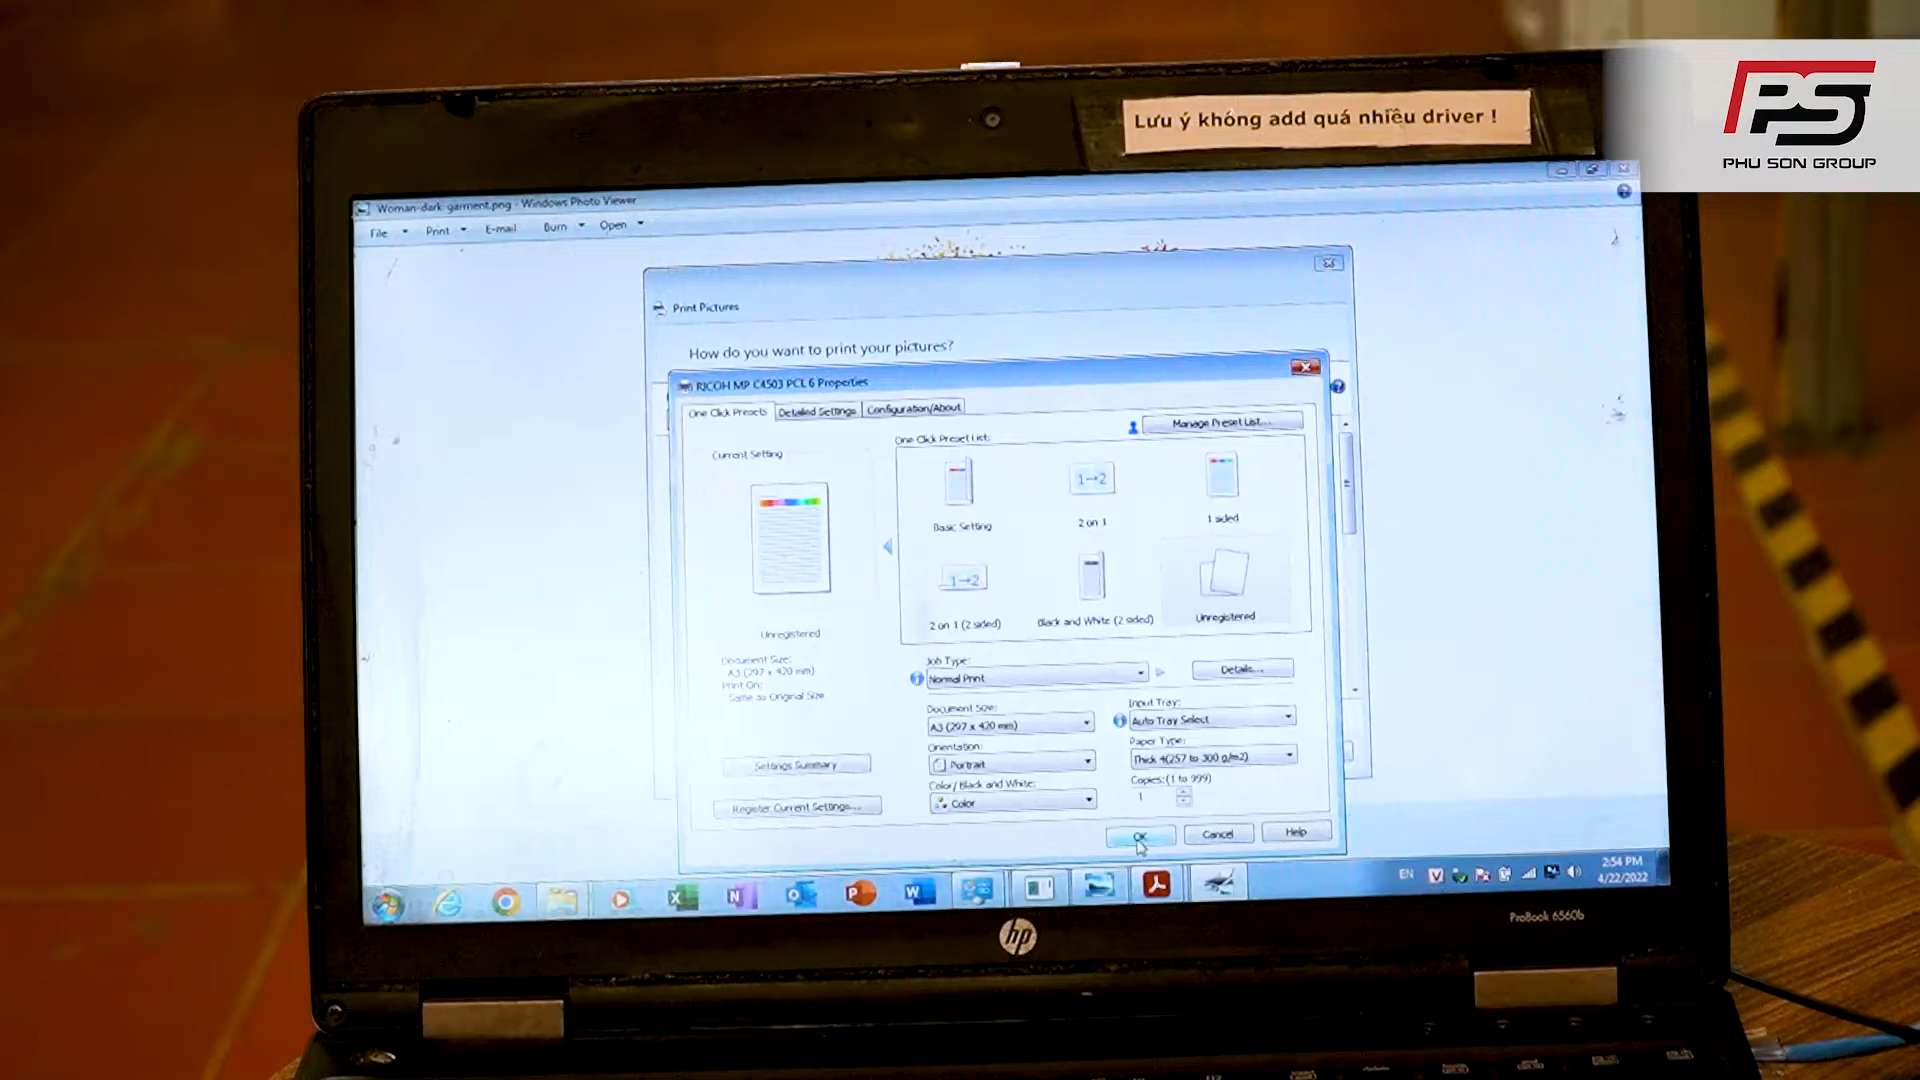 Lưu ý không add quá nhiều driver !
PS
PHU SON GROUP
Woman-dark-garment.png - Windows Photo Viewer
File Print E-mail Burn Open
Print Pictures
How do you want to print your pictures?
RICOH MP C4503 PCL 6 Properties
One Click Presets Detailed Settings Configuration/About
Manage Preset List...
Current Setting
One Click Preset List:
Basic Setting
1→2
2 on 1
1 sided
1→2
2 on 1 (2 sided)
Black and White (2 sided)
Unregistered
Unregistered
Document Size:
A3 (297 x 420 mm)
Print On:
Same as Original Size
Settings Summary
Register Current Settings...
Job Type:
Normal Print
Details...
Document Size:
A3 (297 x 420 mm)
Input Tray:
Auto Tray Select
Orientation:
Portrait
Paper Type:
Thick 4(257 to 300 g/m2)
Color/ Black and White:
Color
Copies:(1 to 999)
1
OK Cancel Help
EN
2:54 PM
4/22/2022
hp
ProBook 6560b